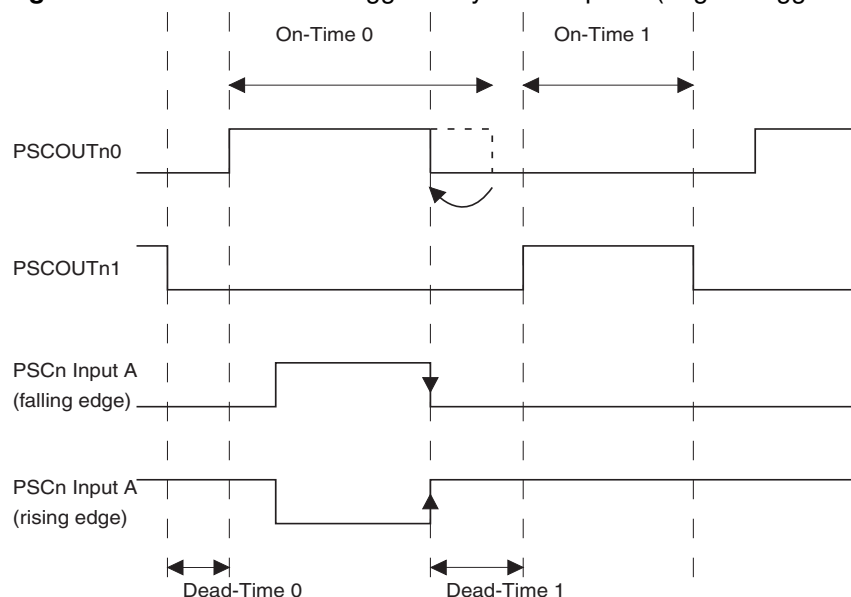 On-Time 0
On-Time 1
PSCOUTn0
PSCOUTn1
PSCn Input A
(falling edge)
PSCn Input A
(rising edge)
Dead-Time 0
Dead-Time 1